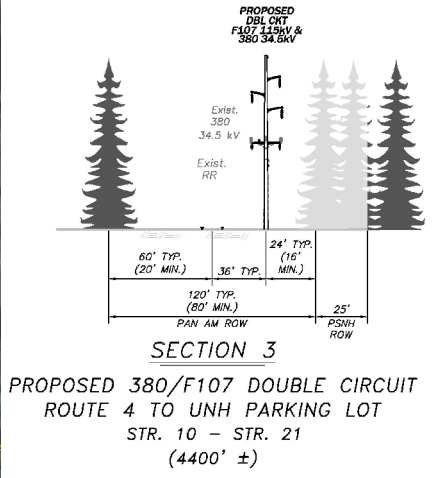 PROPOSED
DBL CKT
F107 115kV &
380 34.5kV
Exist.
380
34.5 kV
Exist.
RR
60' TYP.
(20' MIN.)
36' TYP.
24' TYP.
(16'
MIN.)
120' TYP.
(80' MIN.)
PAN AM ROW
25'
PSNH
ROW
SECTION 3
PROPOSED 380/F107 DOUBLE CIRCUIT
ROUTE 4 TO UNH PARKING LOT
STR. 10 – STR. 21
(4400' ±)